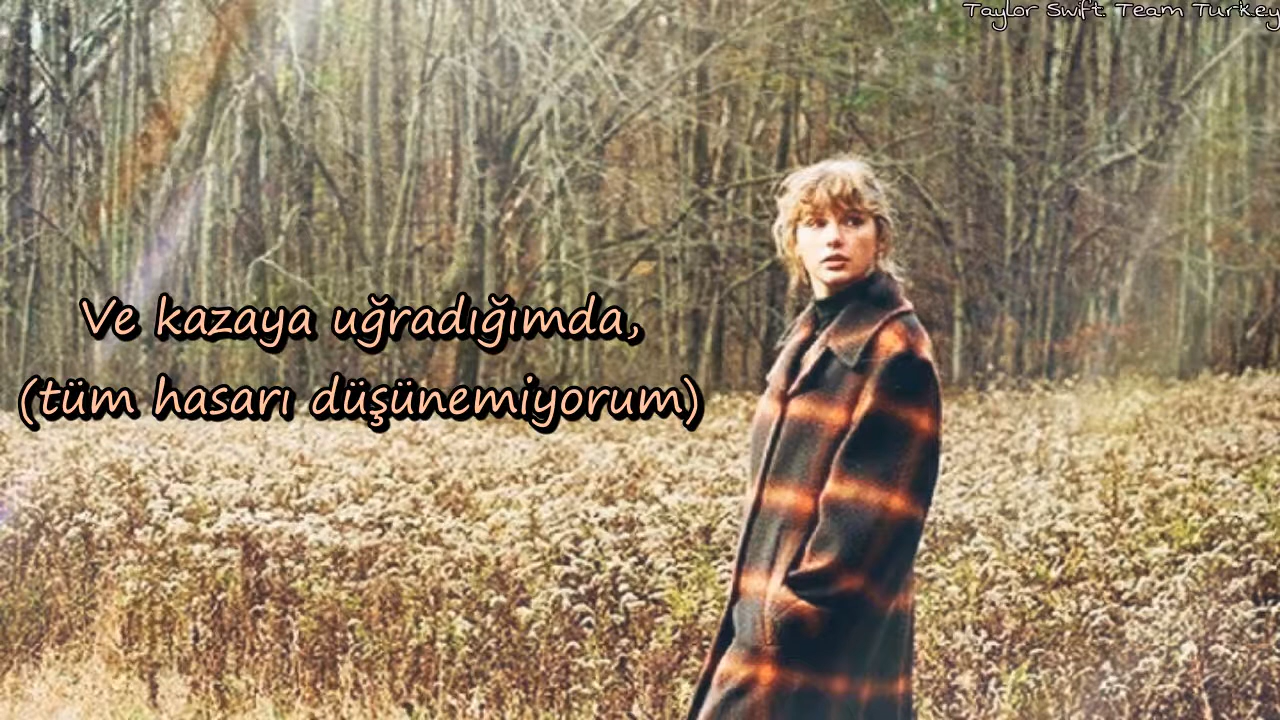 Taylor Swift Team Turkey
Ve kazaya uğradığımda,
(tüm hasarı düşünemiyorum)